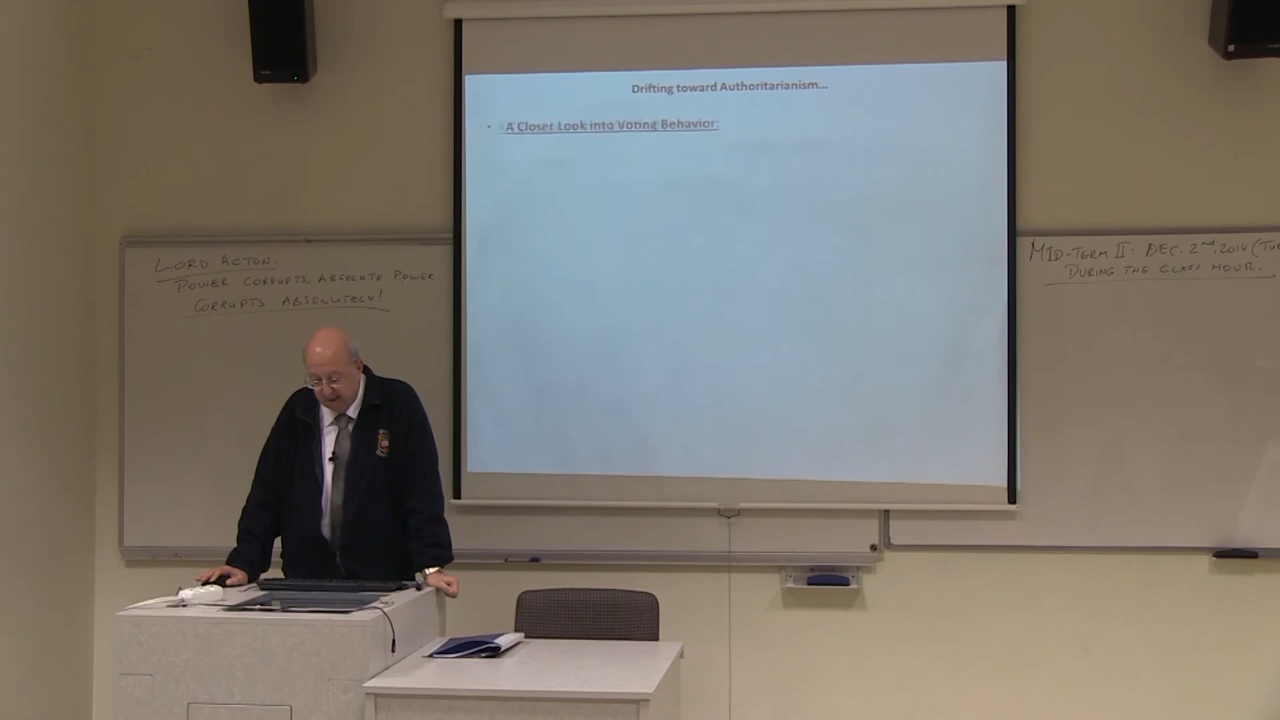 Drifting toward Authoritarianism...
• A Closer Look into Voting Behavior:
LORD ACTON:
POWER CORRUPTS, ABSOLUTE POWER
CORRUPTS ABSOLUTELY!
MID-TERM II: DEC. 2nd, 2014 (TUE
DURING THE CLASS HOUR.